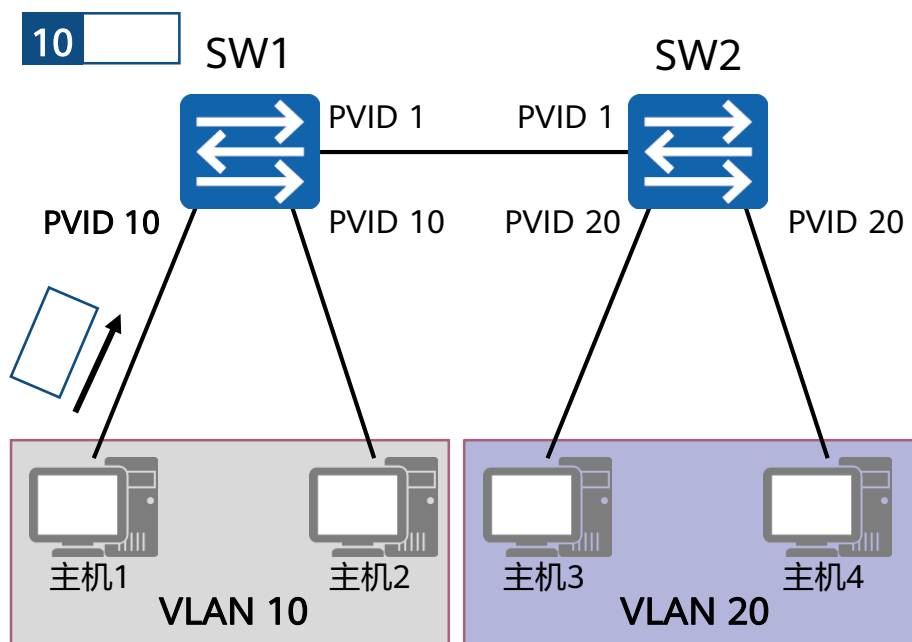 10
SW1
SW2
PVID 1
PVID 1
PVID 10
PVID 10
PVID 20
PVID 20
主机1
主机2
主机3
主机4
VLAN 10
VLAN 20